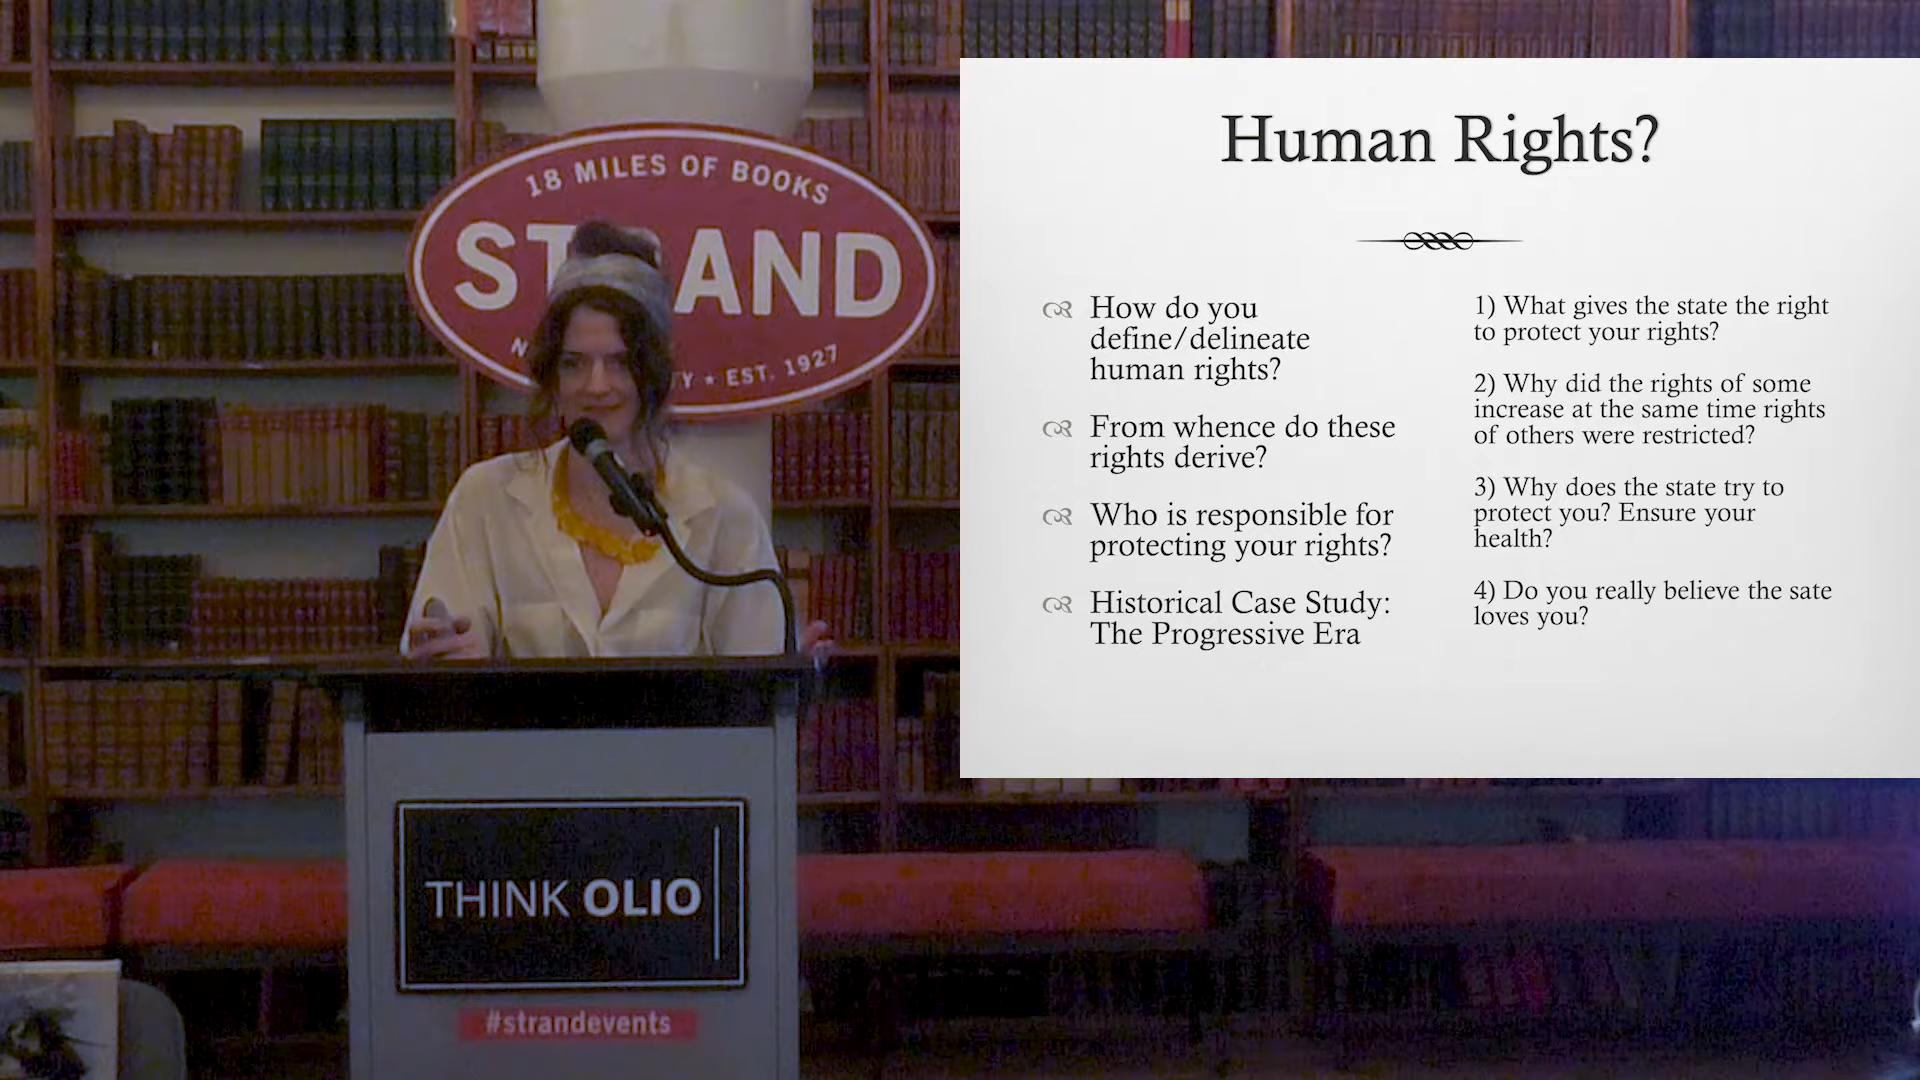 18 MILES OF BOOKS
ST AND
N Y ★ EST. 1927
THINK OLIO
#strandevents
Human Rights?
How do you
define/delineate
human rights?
From whence do these
rights derive?
Who is responsible for
protecting your rights?
Historical Case Study:
The Progressive Era
1) What gives the state the right
to protect your rights?
2) Why did the rights of some
increase at the same time rights
of others were restricted?
3) Why does the state try to
protect you? Ensure your
health?
4) Do you really believe the sate
loves you?